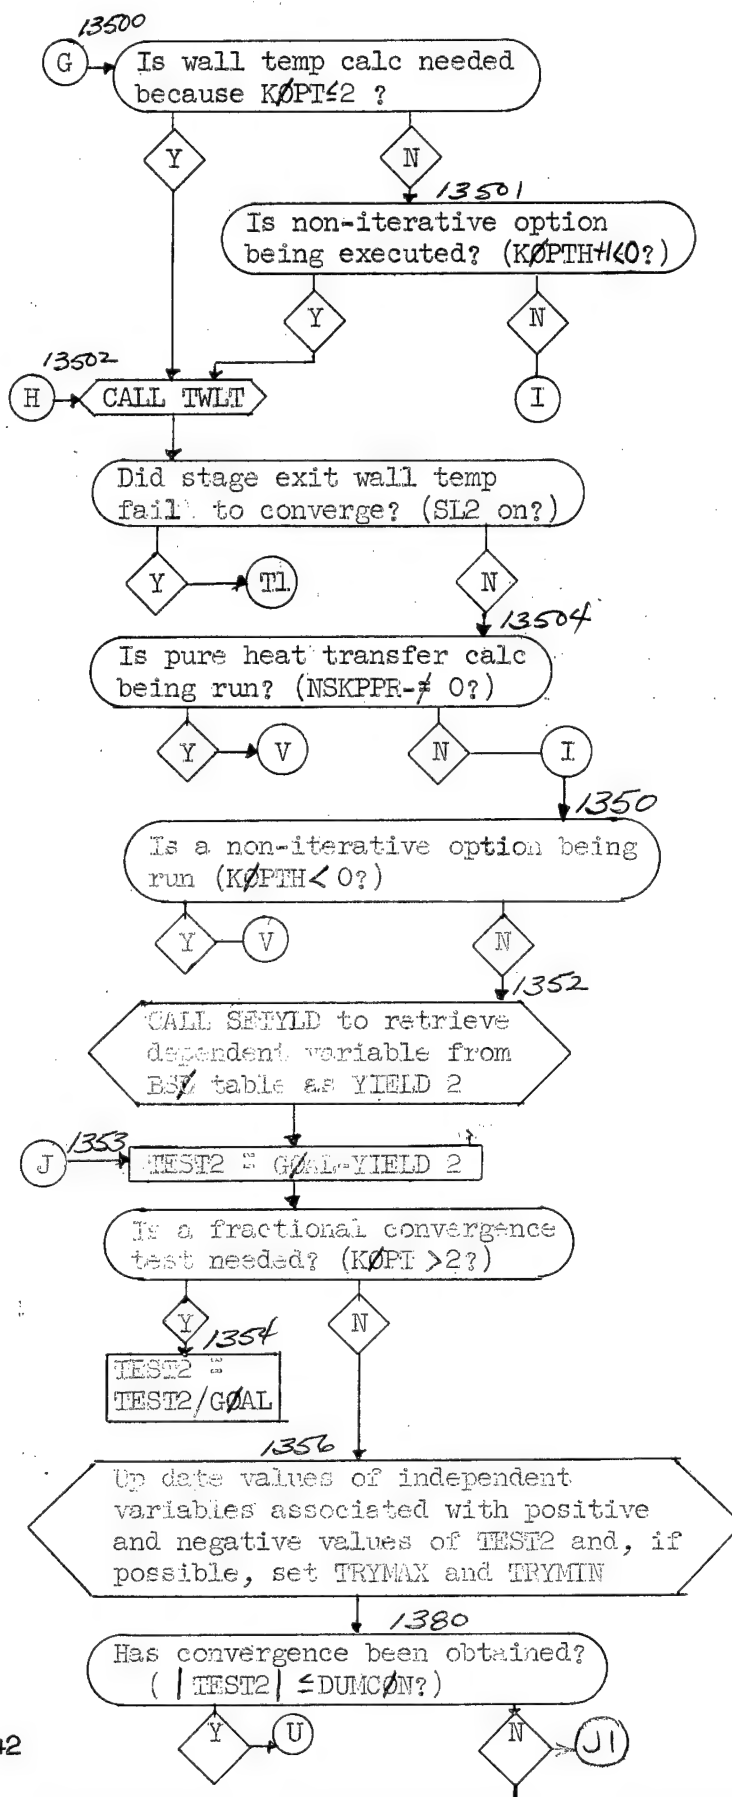 13500
G
Is wall temp calc needed
because KØPT≤2 ?
Y
N
13501
Is non-iterative option
being executed? (KØPTH+1<0?)
Y
N
13502
H
CALL TWLT
I
Did stage exit wall temp
fail to converge? (SL2 on?)
Y
T1
N
13504
Is pure heat transfer calc
being run? (NSKPPR-≠ 0?)
Y
V
N
I
1350
Is a non-iterative option being
run (KØPTH< 0?)
Y
V
N
1352
CALL SETYLD to retrieve
dependent variable from
BSØ table as YIELD 2
J
1353
TEST2 = GØAL-YIELD 2
Is a fractional convergence
test needed? (KØPT >2?)
Y
N
1354
TEST2 =
TEST2/GØAL
1356
Up date values of independent
variables associated with positive
and negative values of TEST2 and, if
possible, set TRYMAX and TRYMIN
1380
Has convergence been obtained?
( |TEST2| ≤DUMCØN?)
Y
U
N
J1
42